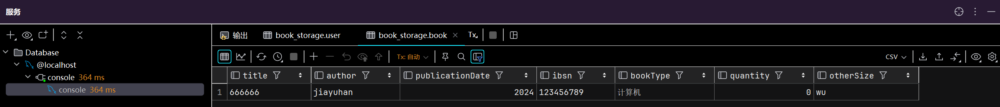 服务
输出 book_storage.user book_storage.book Tx
Database
@localhost
console 364 ms
console 364 ms
Tx: 自动 CSV
title author publicationDate ibsn bookType quantity otherSize
1 666666 jiayuhan 2024 123456789 计算机 0 wu